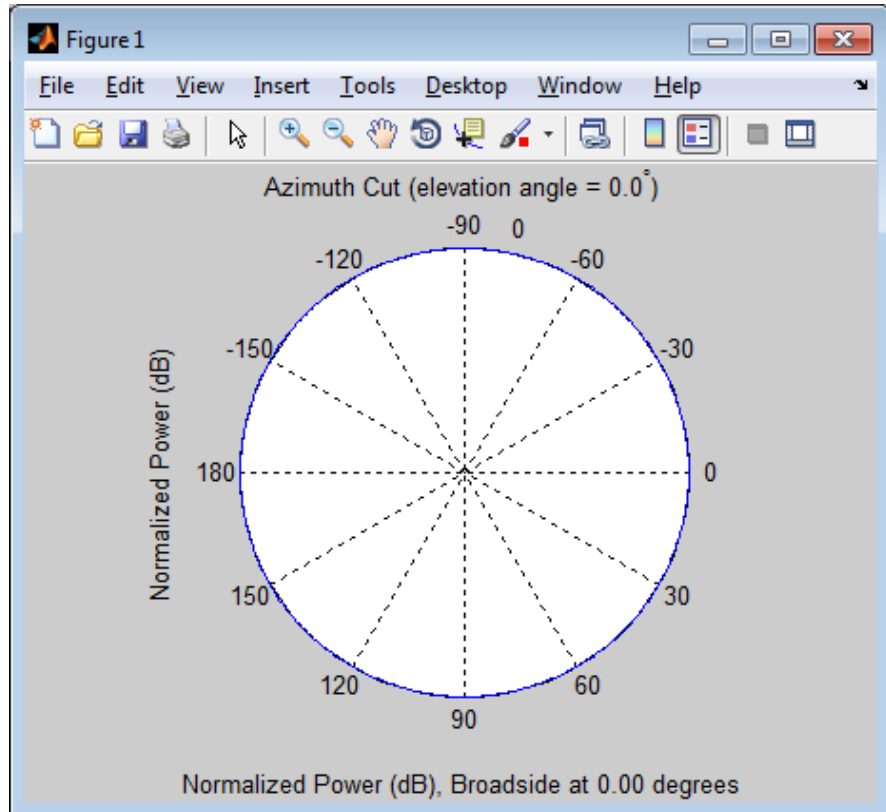 Figure 1
File Edit View Insert Tools Desktop Window Help
Azimuth Cut (elevation angle = 0.0°)
-90 0
-120 -60
-150 -30
Normalized Power (dB)
180 0
150 30
120 60
90
Normalized Power (dB), Broadside at 0.00 degrees